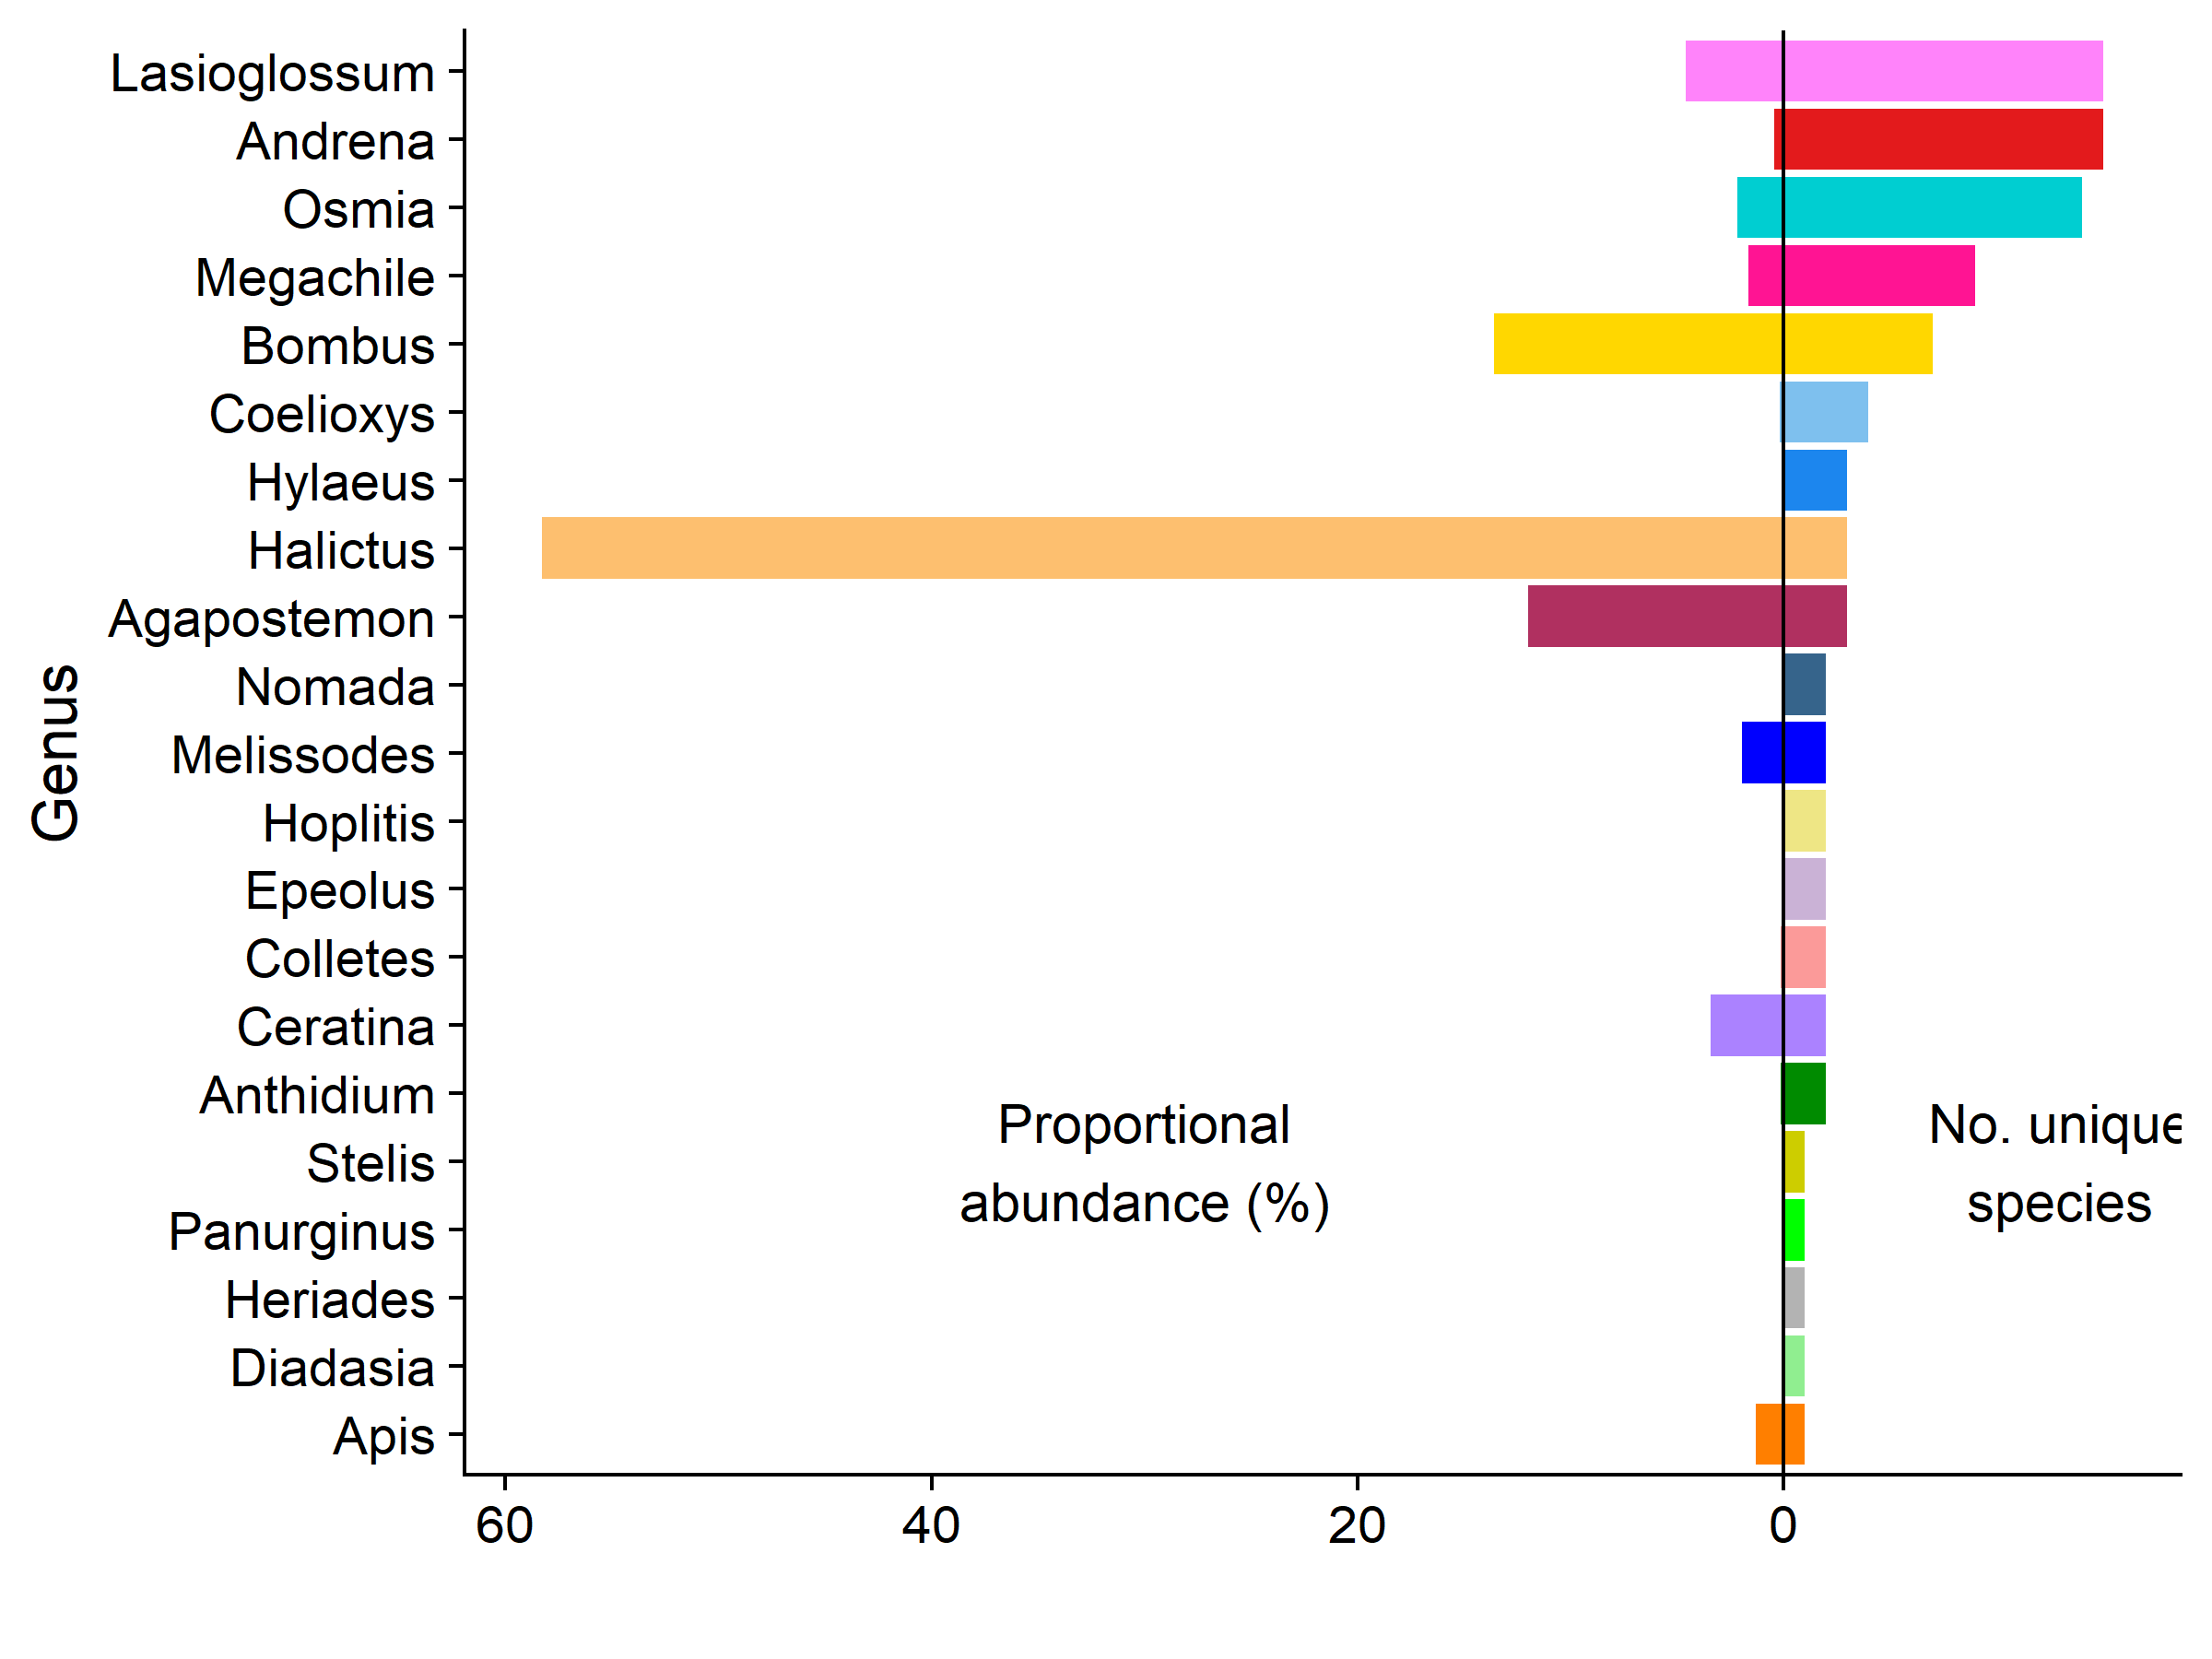 Lasioglossum
Andrena
Osmia
Megachile
Bombus
Coelioxys
Hylaeus
Halictus
Agapostemon
Nomada
Melissodes
Hoplitis
Epeolus
Colletes
Ceratina
Anthidium
Stelis
Panurginus
Heriades
Diadasia
Apis
Genus
Proportional
abundance (%)
No. unique
species
60 40 20 0